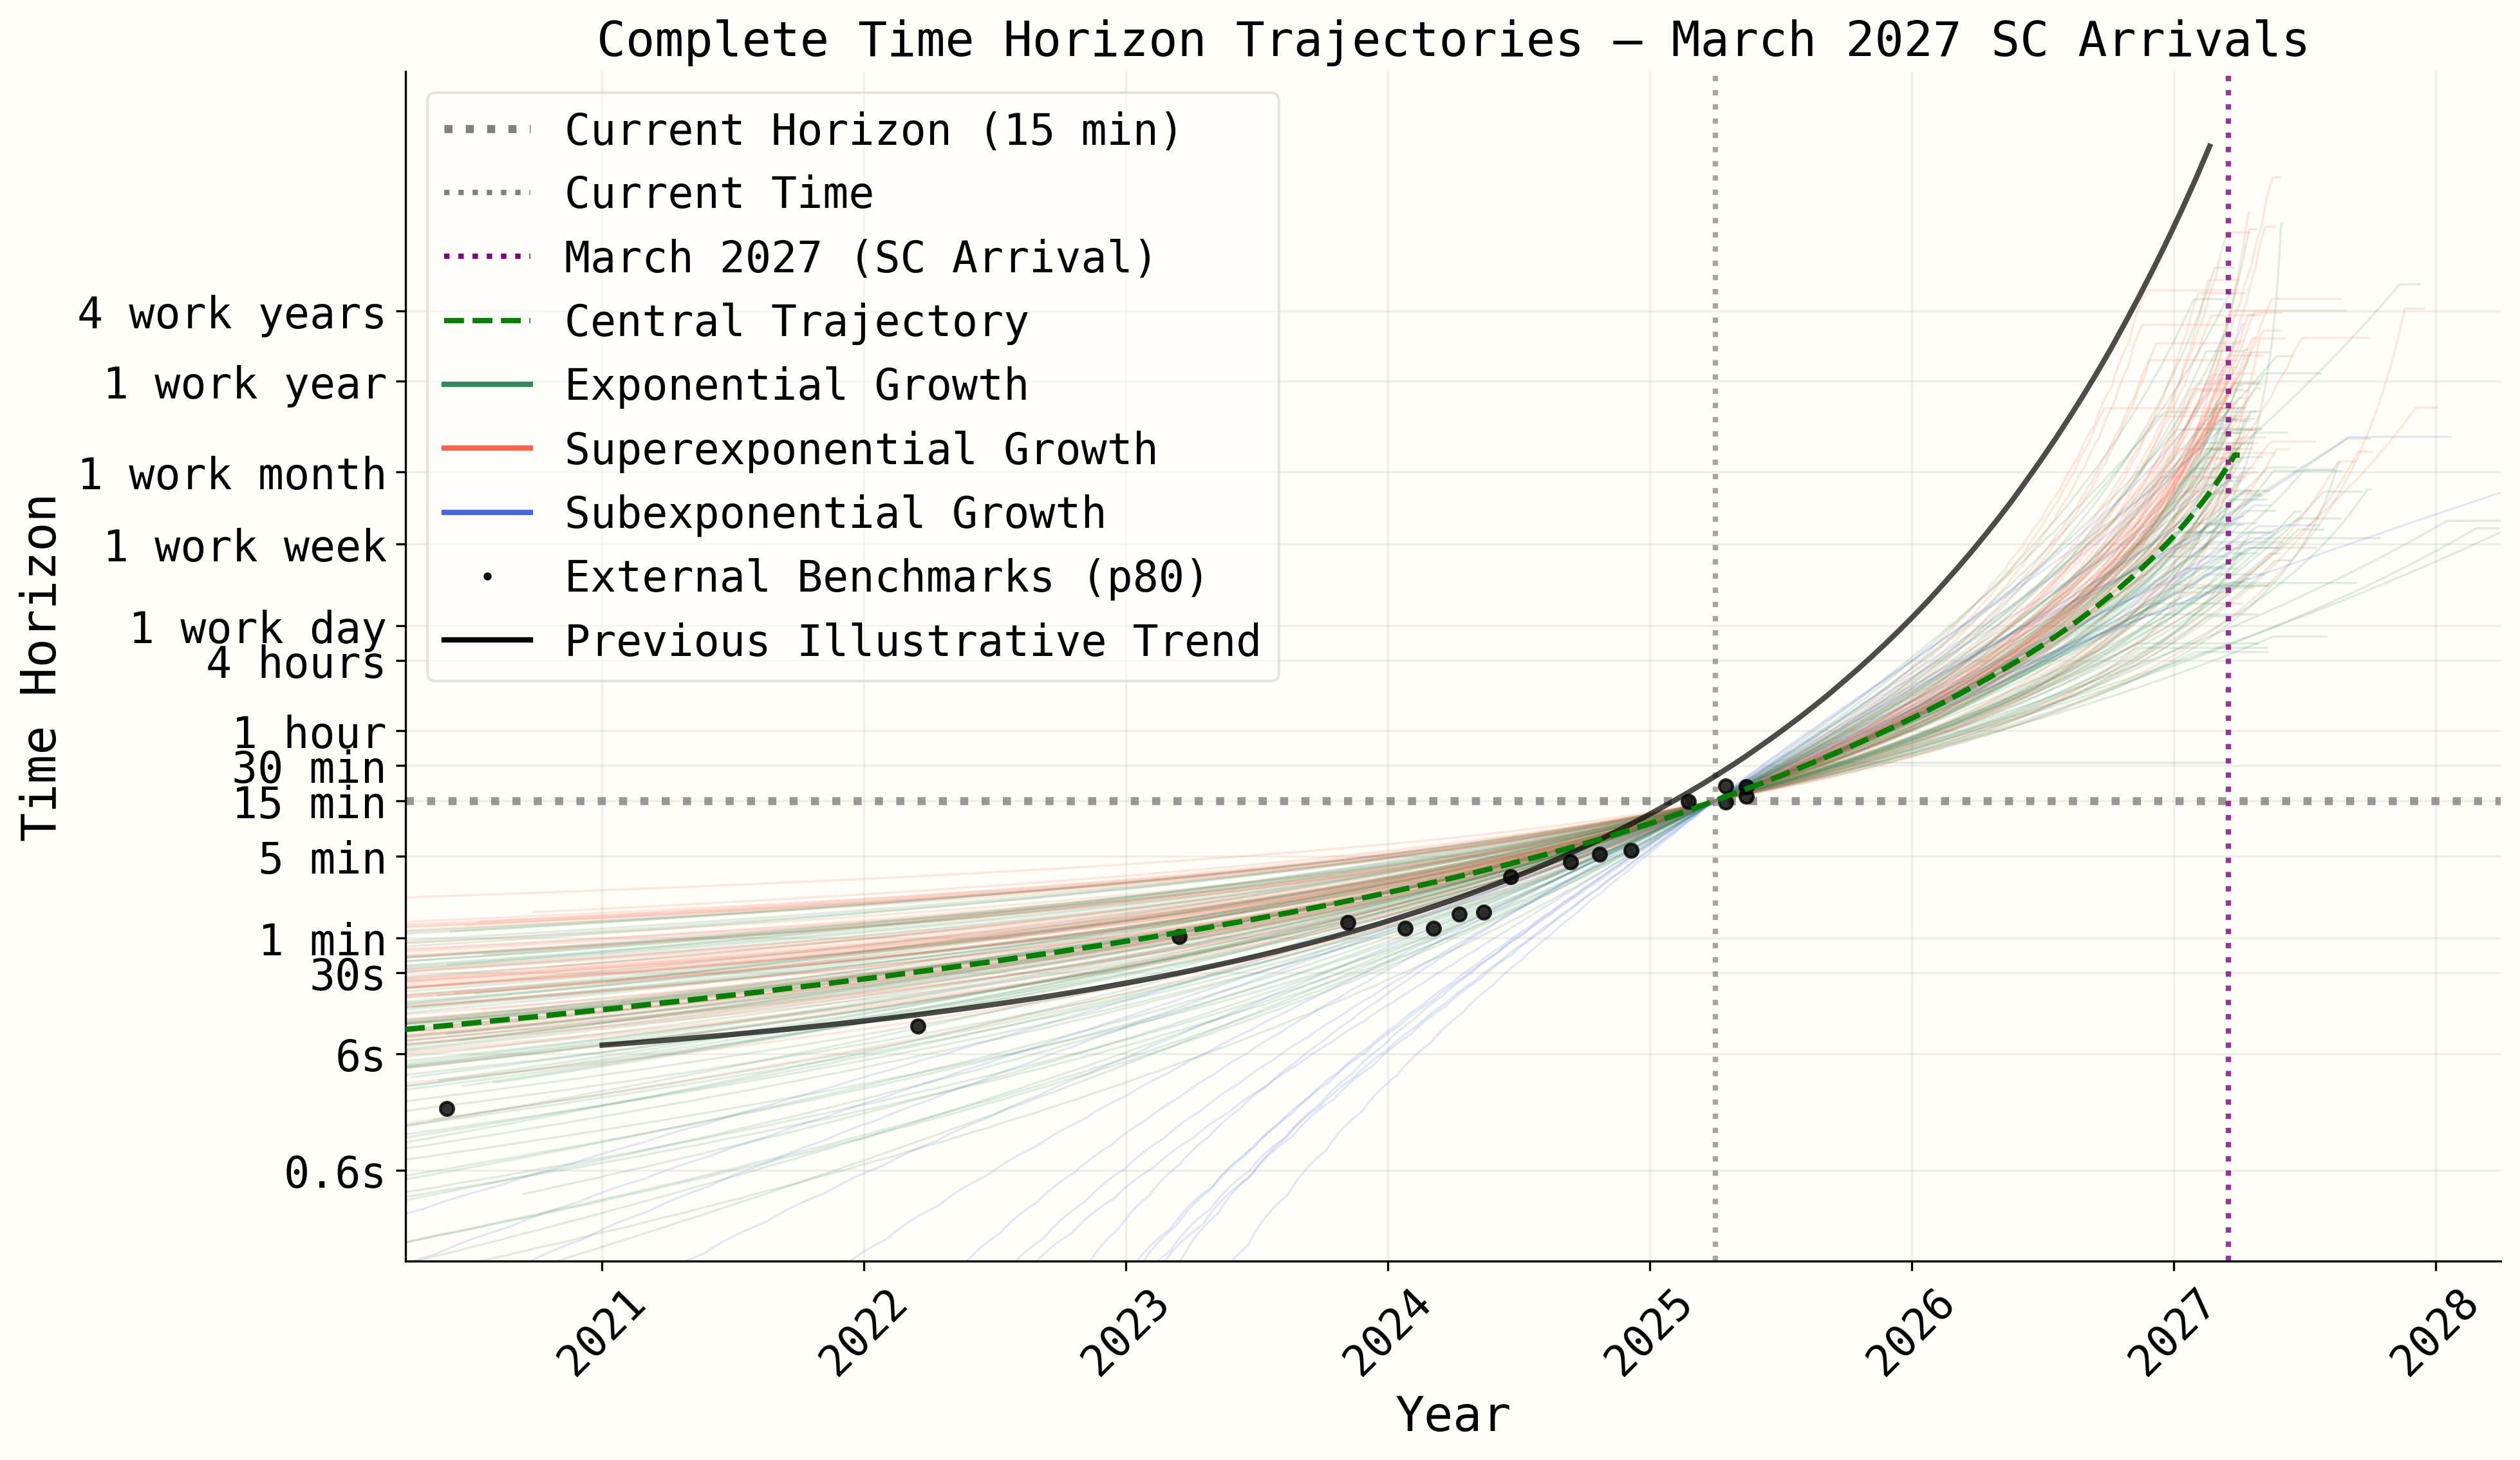 Complete Time Horizon Trajectories — March 2027 SC Arrivals
Current Horizon (15 min)
Current Time
March 2027 (SC Arrival)
Central Trajectory
Exponential Growth
Superexponential Growth
Subexponential Growth
External Benchmarks (p80)
Previous Illustrative Trend
Time Horizon
4 work years
1 work year
1 work month
1 work week
1 work day
4 hours
1 hour
30 min
15 min
5 min
1 min
30s
6s
0.6s
2021
2022
2023
2024
2025
2026
2027
2028
Year